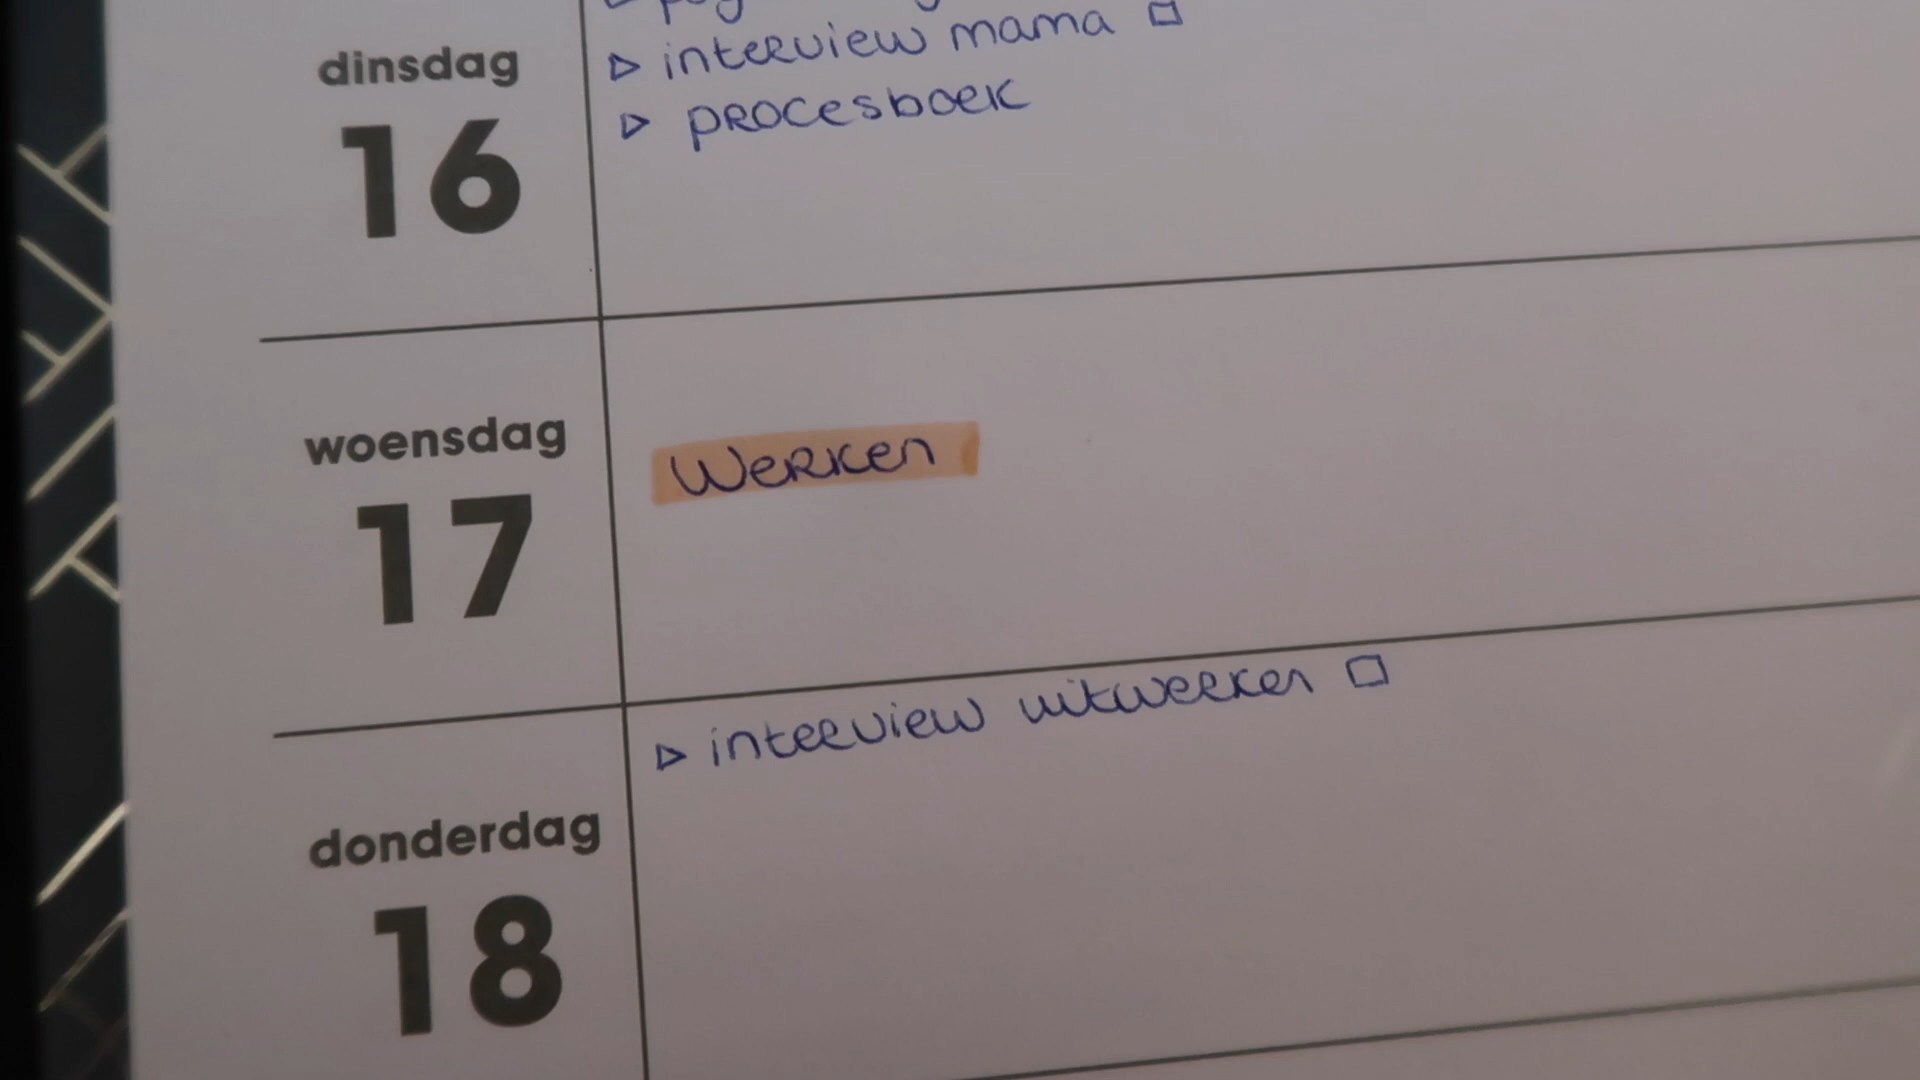 dinsdag
16
▷ interview mama □
▷ procesboek
woensdag
17
Werken
donderdag
18
▷ interview uitwerken □